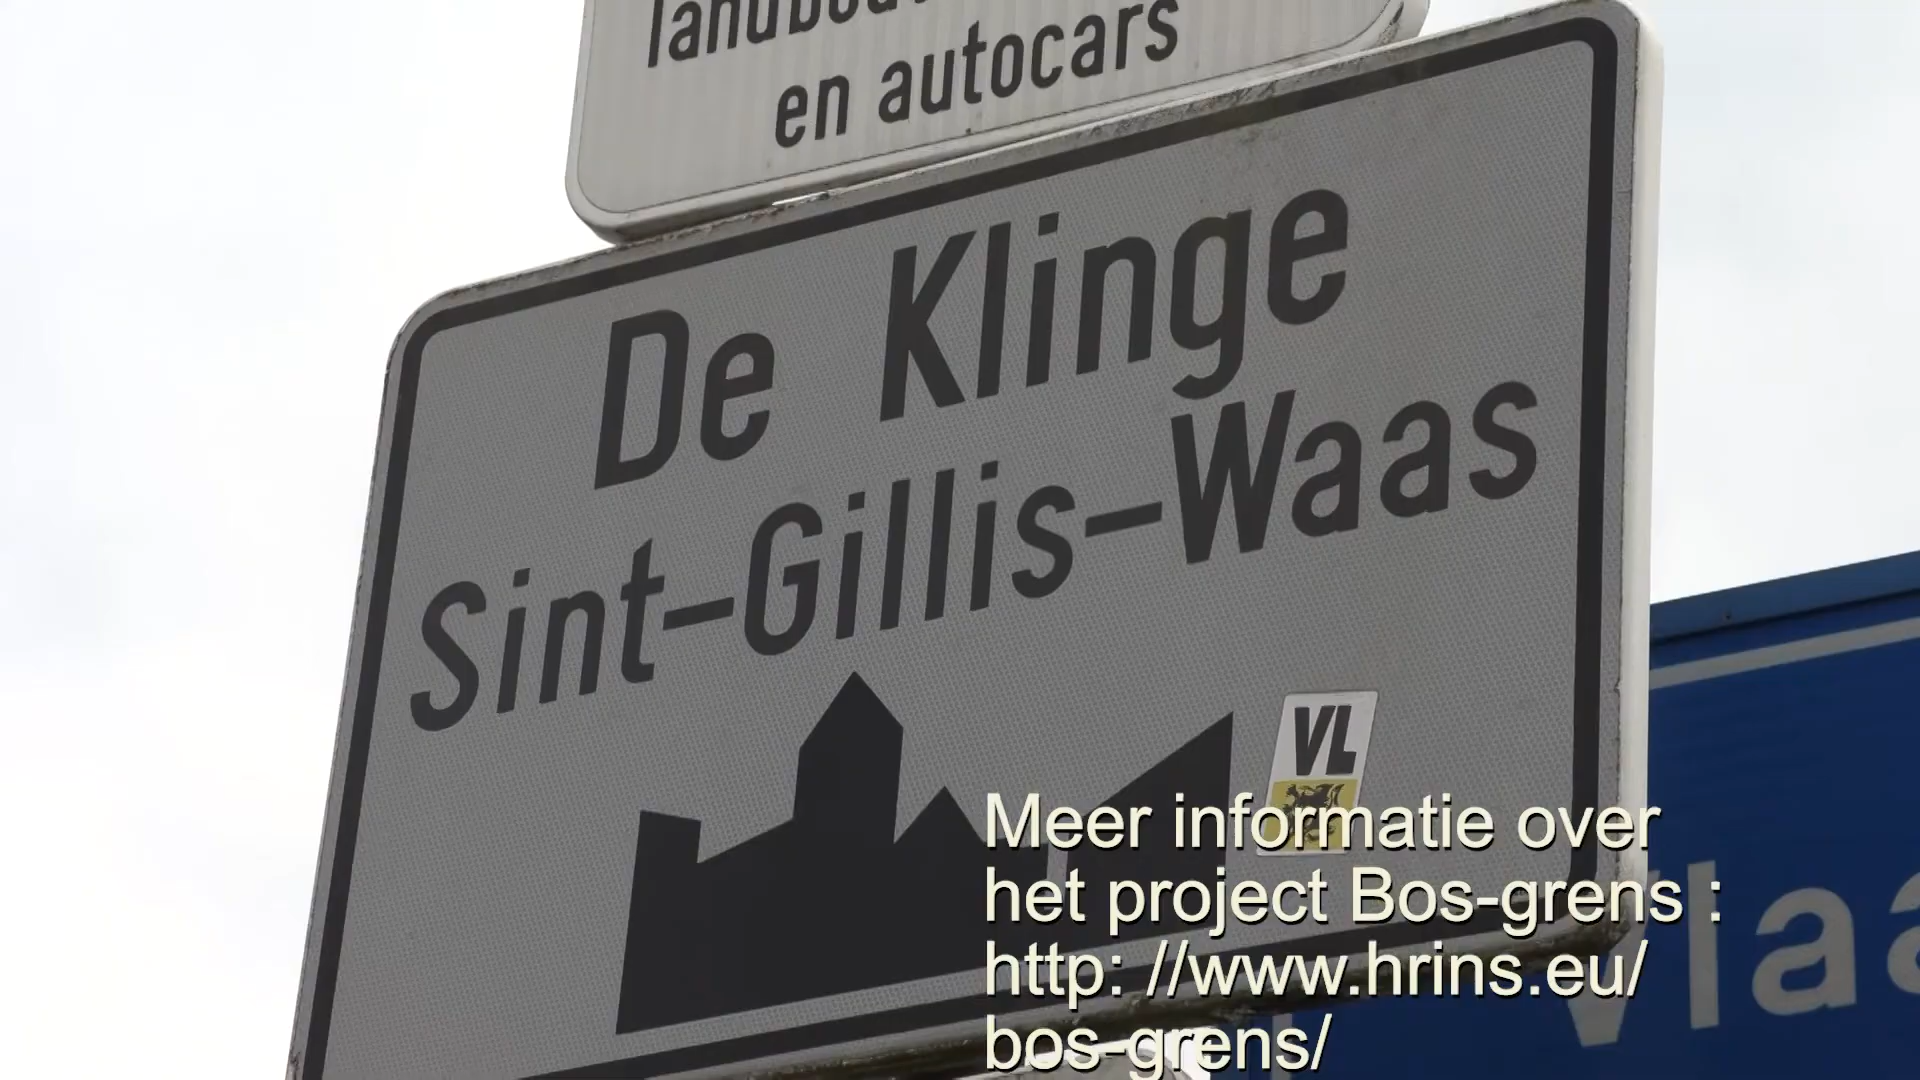 en autocars
De Klinge
Sint-Gillis-Waas
VL
Meer informatie over
het project Bos-grens :
http: //www.hrins.eu/
bos-grens/